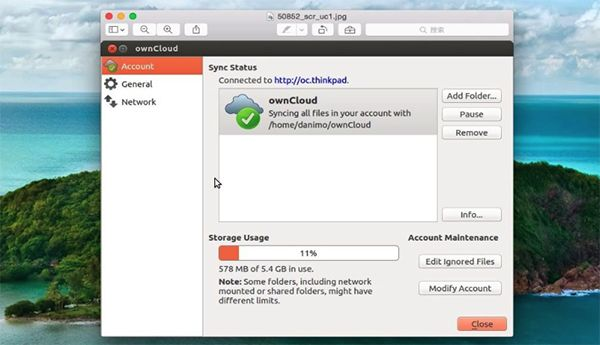 50852_scr_uc1.jpg
搜索
ownCloud
Account
General
Network
Sync Status
Connected to http://oc.thinkpad.
ownCloud
Syncing all files in your account with
/home/danimo/ownCloud
Add Folder...
Pause
Remove
Info...
Storage Usage
11%
578 MB of 5.4 GB in use.
Note: Some folders, including network
mounted or shared folders, might have
different limits.
Account Maintenance
Edit Ignored Files
Modify Account
Close